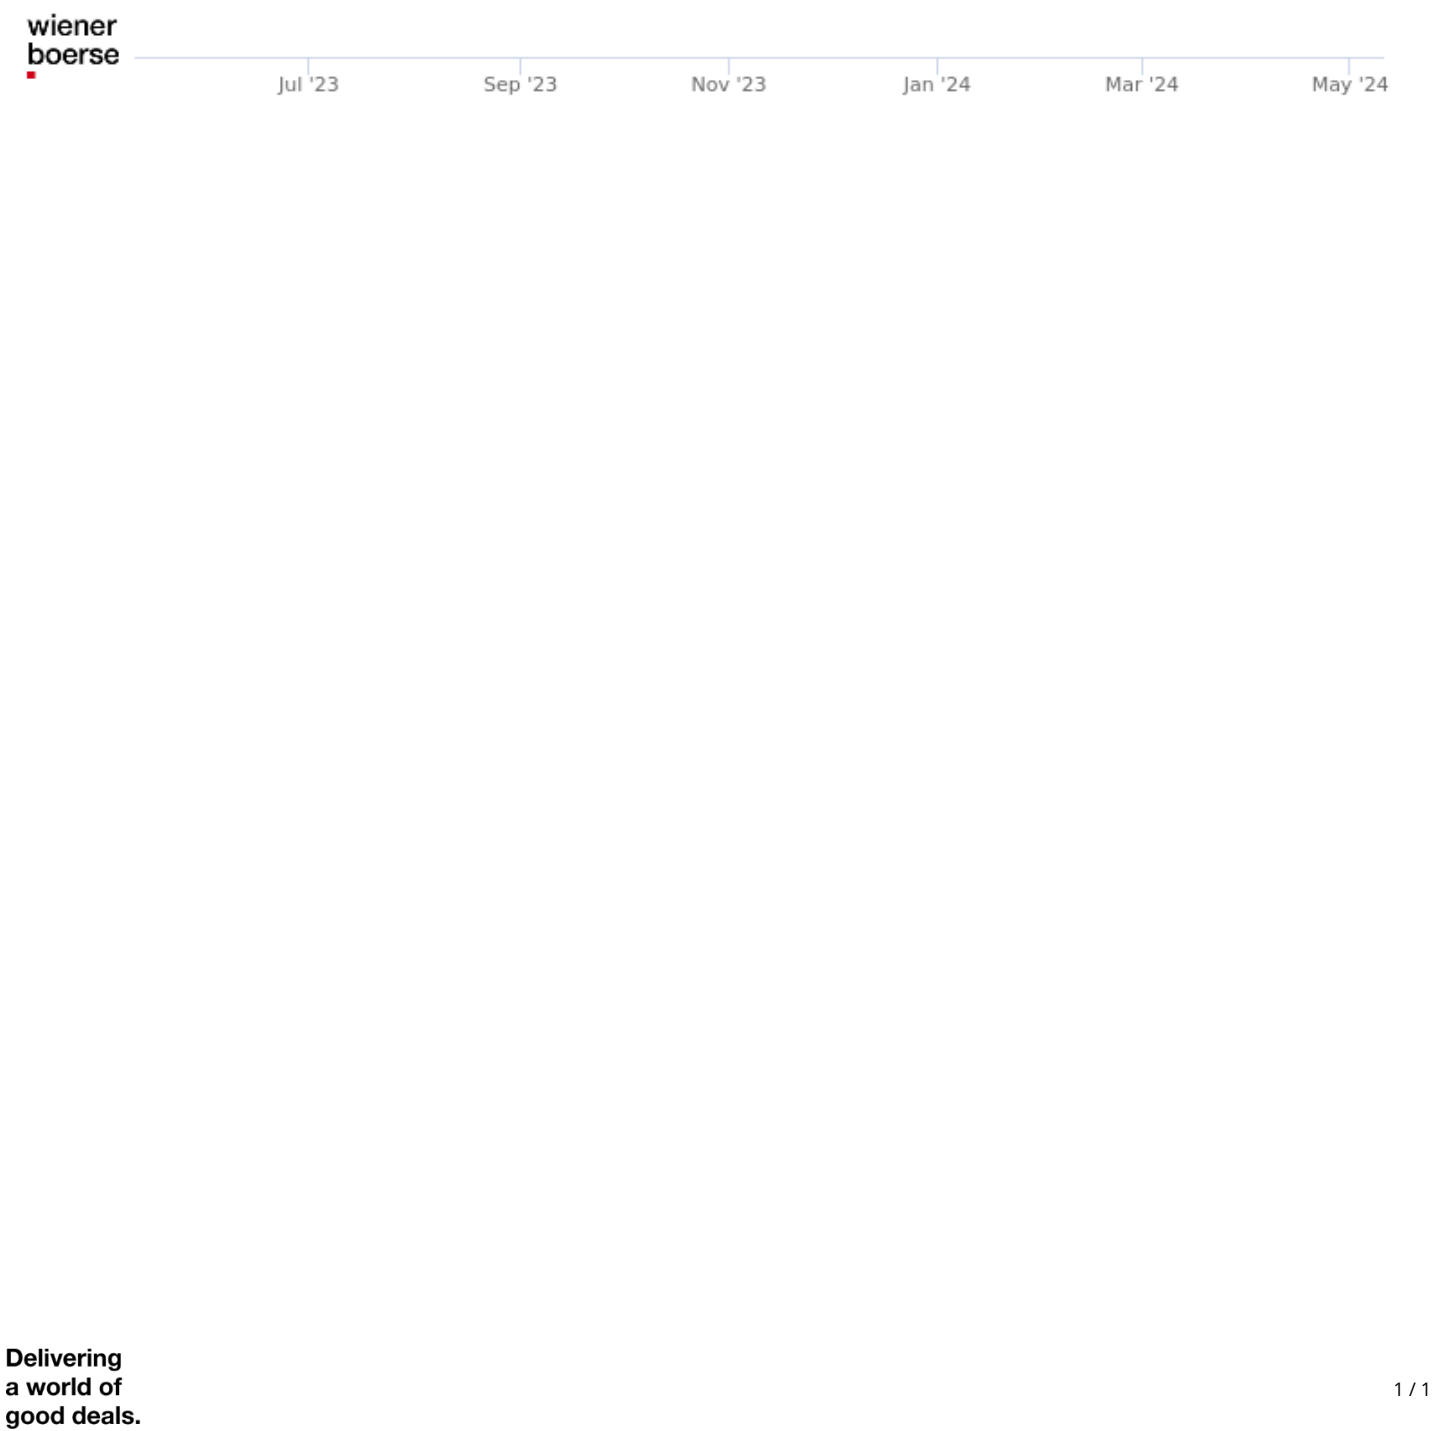 wiener
boerse
Jul '23 Sep '23 Nov '23 Jan '24 Mar '24 May '24
Delivering
a world of
good deals.
1 / 1